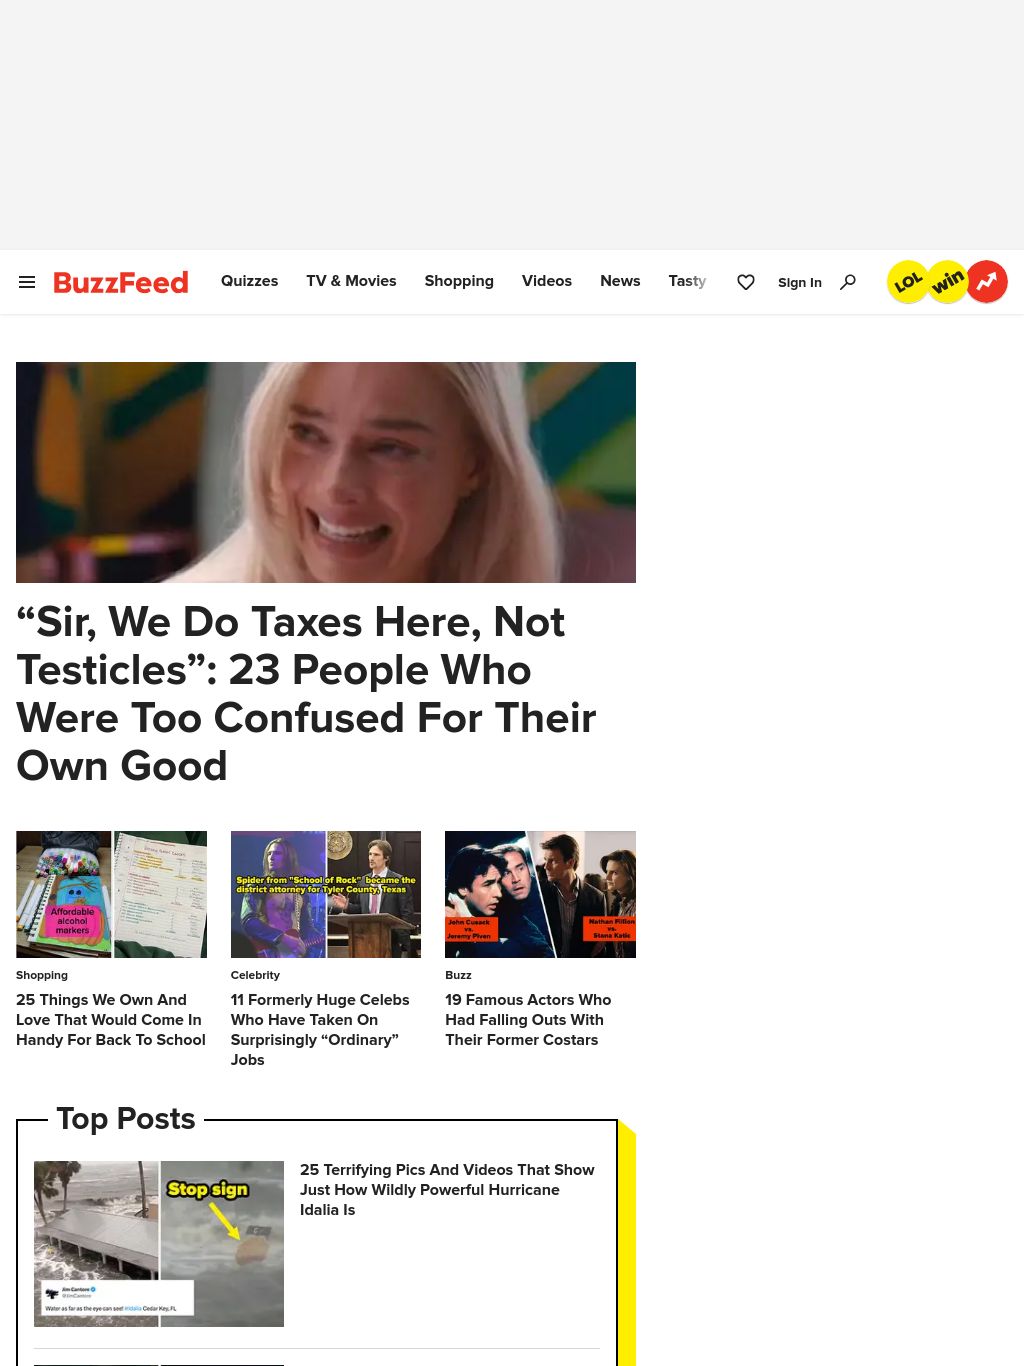 BuzzFeed
Quizzes
TV & Movies
Shopping
Videos
News
Tasty
Sign In
LOL
win
“Sir, We Do Taxes Here, Not
Testicles”: 23 People Who
Were Too Confused For Their
Own Good
Affordable
alcohol
markers
Shopping
25 Things We Own And
Love That Would Come In
Handy For Back To School
Spider from "School of Rock" became the
district attorney for Tyler County, Texas
Celebrity
11 Formerly Huge Celebs
Who Have Taken On
Surprisingly “Ordinary”
Jobs
John Cusack
vs.
Jeremy Piven
Nathan Fillion
vs.
Stana Katic
Buzz
19 Famous Actors Who
Had Falling Outs With
Their Former Costars
Top Posts
Stop sign
Jim Cantore
@JimCantore
Water as far as the eye can see! #Idalia Cedar Key, FL
25 Terrifying Pics And Videos That Show
Just How Wildly Powerful Hurricane
Idalia Is